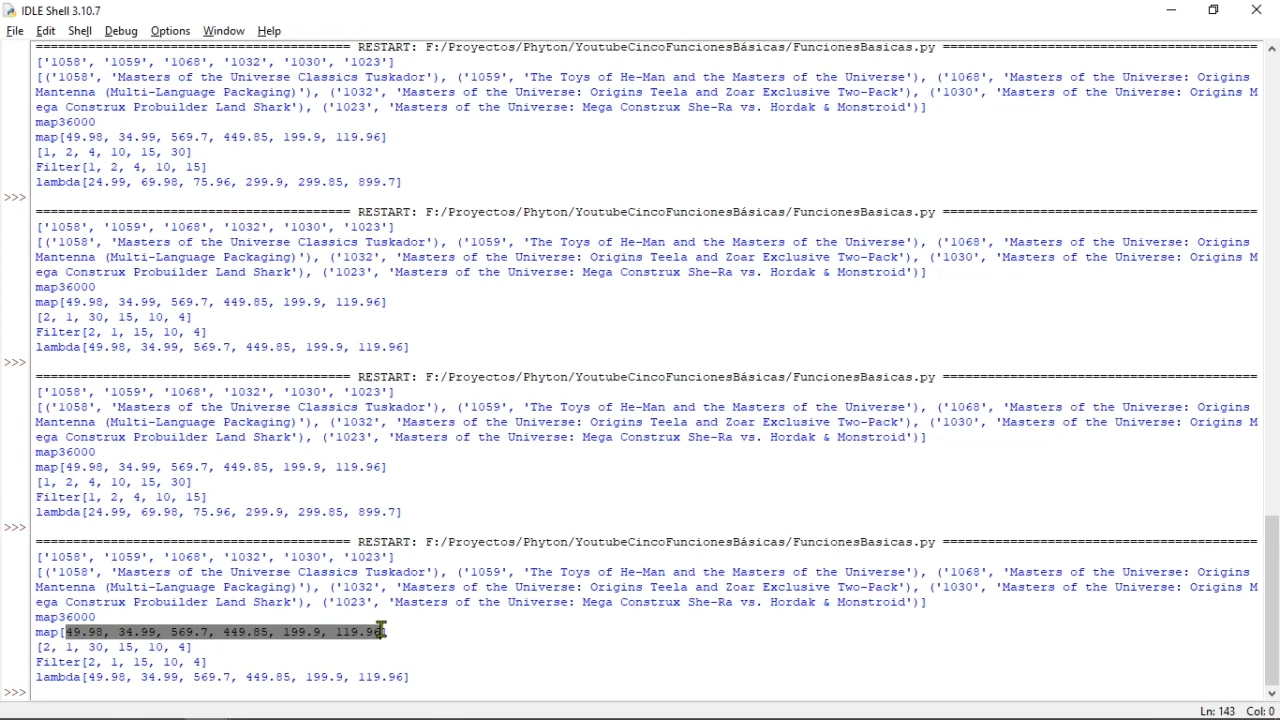 IDLE Shell 3.10.7
File Edit Shell Debug Options Window Help
========================================== RESTART: F:/Proyectos/Phyton/YoutubeCincoFuncionesBásicas/FuncionesBasicas.py ==========================================
['1058', '1059', '1068', '1032', '1030', '1023']
[('1058', 'Masters of the Universe Classics Tuskador'), ('1059', 'The Toys of He-Man and the Masters of the Universe'), ('1068', 'Masters of the Universe: Origins
Mantenna (Multi-Language Packaging)'), ('1032', 'Masters of the Universe: Origins Teela and Zoar Exclusive Two-Pack'), ('1030', 'Masters of the Universe: Origins M
ega Construx Probuilder Land Shark'), ('1023', 'Masters of the Universe: Mega Construx She-Ra vs. Hordak & Monstroid')]
map36000
map[49.98, 34.99, 569.7, 449.85, 199.9, 119.96]
[1, 2, 4, 10, 15, 30]
Filter[1, 2, 4, 10, 15]
lambda[24.99, 69.98, 75.96, 299.9, 299.85, 899.7]
>>>
========================================== RESTART: F:/Proyectos/Phyton/YoutubeCincoFuncionesBásicas/FuncionesBasicas.py ==========================================
['1058', '1059', '1068', '1032', '1030', '1023']
[('1058', 'Masters of the Universe Classics Tuskador'), ('1059', 'The Toys of He-Man and the Masters of the Universe'), ('1068', 'Masters of the Universe: Origins
Mantenna (Multi-Language Packaging)'), ('1032', 'Masters of the Universe: Origins Teela and Zoar Exclusive Two-Pack'), ('1030', 'Masters of the Universe: Origins M
ega Construx Probuilder Land Shark'), ('1023', 'Masters of the Universe: Mega Construx She-Ra vs. Hordak & Monstroid')]
map36000
map[49.98, 34.99, 569.7, 449.85, 199.9, 119.96]
[2, 1, 30, 15, 10, 4]
Filter[2, 1, 15, 10, 4]
lambda[49.98, 34.99, 569.7, 449.85, 199.9, 119.96]
>>>
========================================== RESTART: F:/Proyectos/Phyton/YoutubeCincoFuncionesBásicas/FuncionesBasicas.py ==========================================
['1058', '1059', '1068', '1032', '1030', '1023']
[('1058', 'Masters of the Universe Classics Tuskador'), ('1059', 'The Toys of He-Man and the Masters of the Universe'), ('1068', 'Masters of the Universe: Origins
Mantenna (Multi-Language Packaging)'), ('1032', 'Masters of the Universe: Origins Teela and Zoar Exclusive Two-Pack'), ('1030', 'Masters of the Universe: Origins M
ega Construx Probuilder Land Shark'), ('1023', 'Masters of the Universe: Mega Construx She-Ra vs. Hordak & Monstroid')]
map36000
map[49.98, 34.99, 569.7, 449.85, 199.9, 119.96]
[1, 2, 4, 10, 15, 30]
Filter[1, 2, 4, 10, 15]
lambda[24.99, 69.98, 75.96, 299.9, 299.85, 899.7]
>>>
========================================== RESTART: F:/Proyectos/Phyton/YoutubeCincoFuncionesBásicas/FuncionesBasicas.py ==========================================
['1058', '1059', '1068', '1032', '1030', '1023']
[('1058', 'Masters of the Universe Classics Tuskador'), ('1059', 'The Toys of He-Man and the Masters of the Universe'), ('1068', 'Masters of the Universe: Origins
Mantenna (Multi-Language Packaging)'), ('1032', 'Masters of the Universe: Origins Teela and Zoar Exclusive Two-Pack'), ('1030', 'Masters of the Universe: Origins M
ega Construx Probuilder Land Shark'), ('1023', 'Masters of the Universe: Mega Construx She-Ra vs. Hordak & Monstroid')]
map36000
map[49.98, 34.99, 569.7, 449.85, 199.9, 119.96]
[2, 1, 30, 15, 10, 4]
Filter[2, 1, 15, 10, 4]
lambda[49.98, 34.99, 569.7, 449.85, 199.9, 119.96]
>>>
Ln: 143 Col: 0